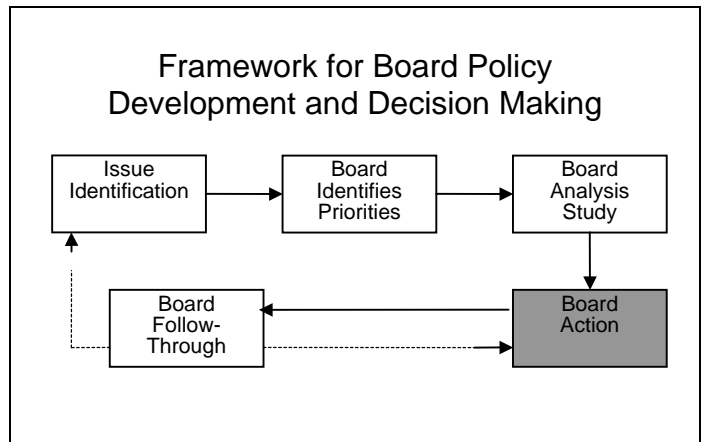 Framework for Board Policy
Development and Decision Making
Issue
Identification
Board
Identifies
Priorities
Board
Analysis
Study
Board
Follow-
Through
Board
Action